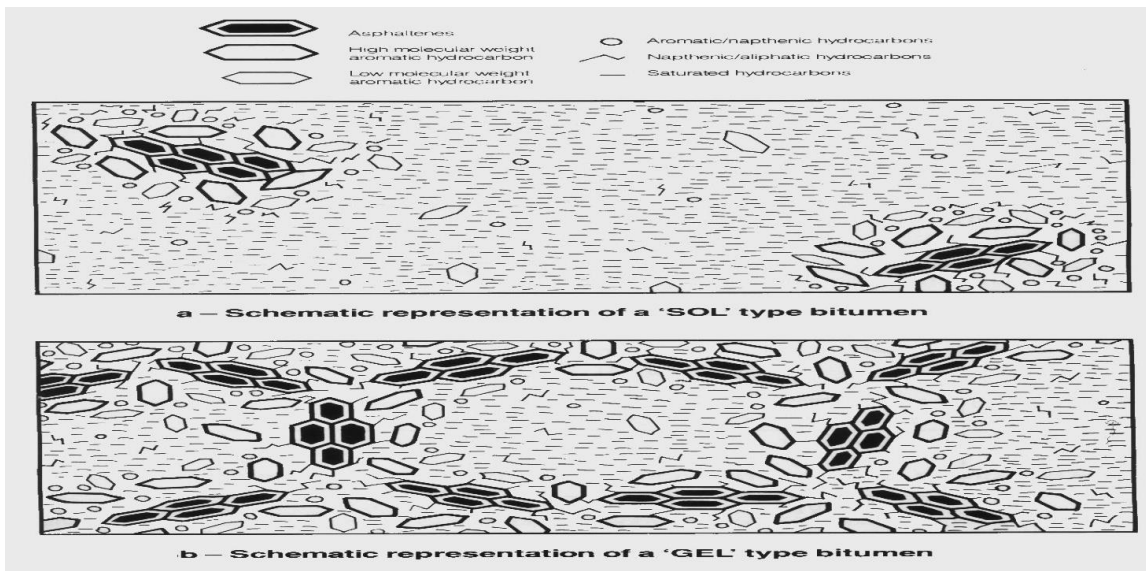 Asphaltenes
High molecular weight
aromatic hydrocarbon
Low molecular weight
aromatic hydrocarbon
Aromatic/napthenic hydrocarbons
Napthenic/aliphatic hydrocarbons
Saturated hydrocarbons
a – Schematic representation of a ‘SOL’ type bitumen
b – Schematic representation of a ‘GEL’ type bitumen